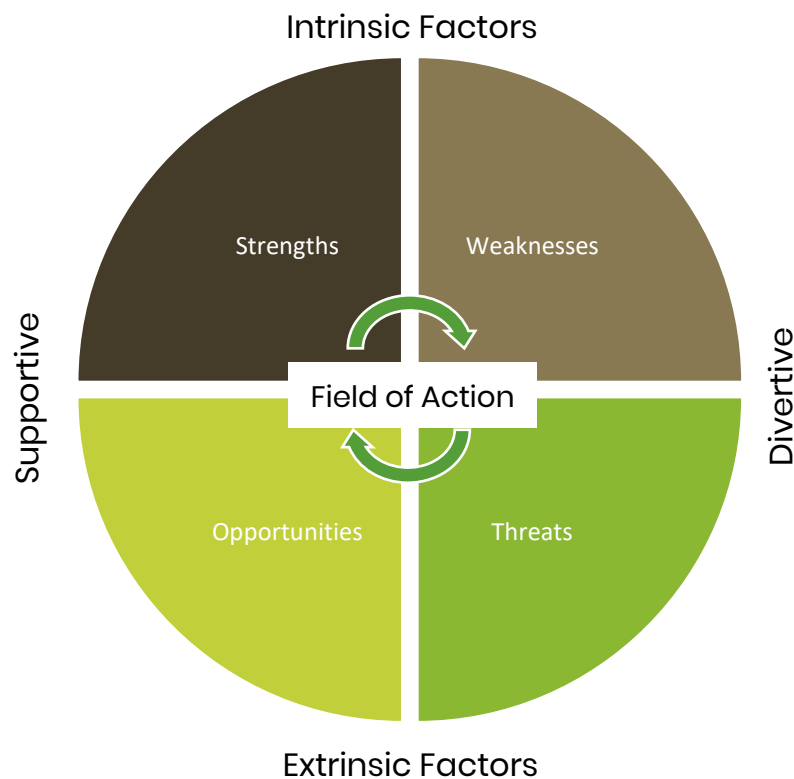 Intrinsic Factors
Strengths
Weaknesses
Supportive
Field of Action
Divertive
Opportunities
Threats
Extrinsic Factors